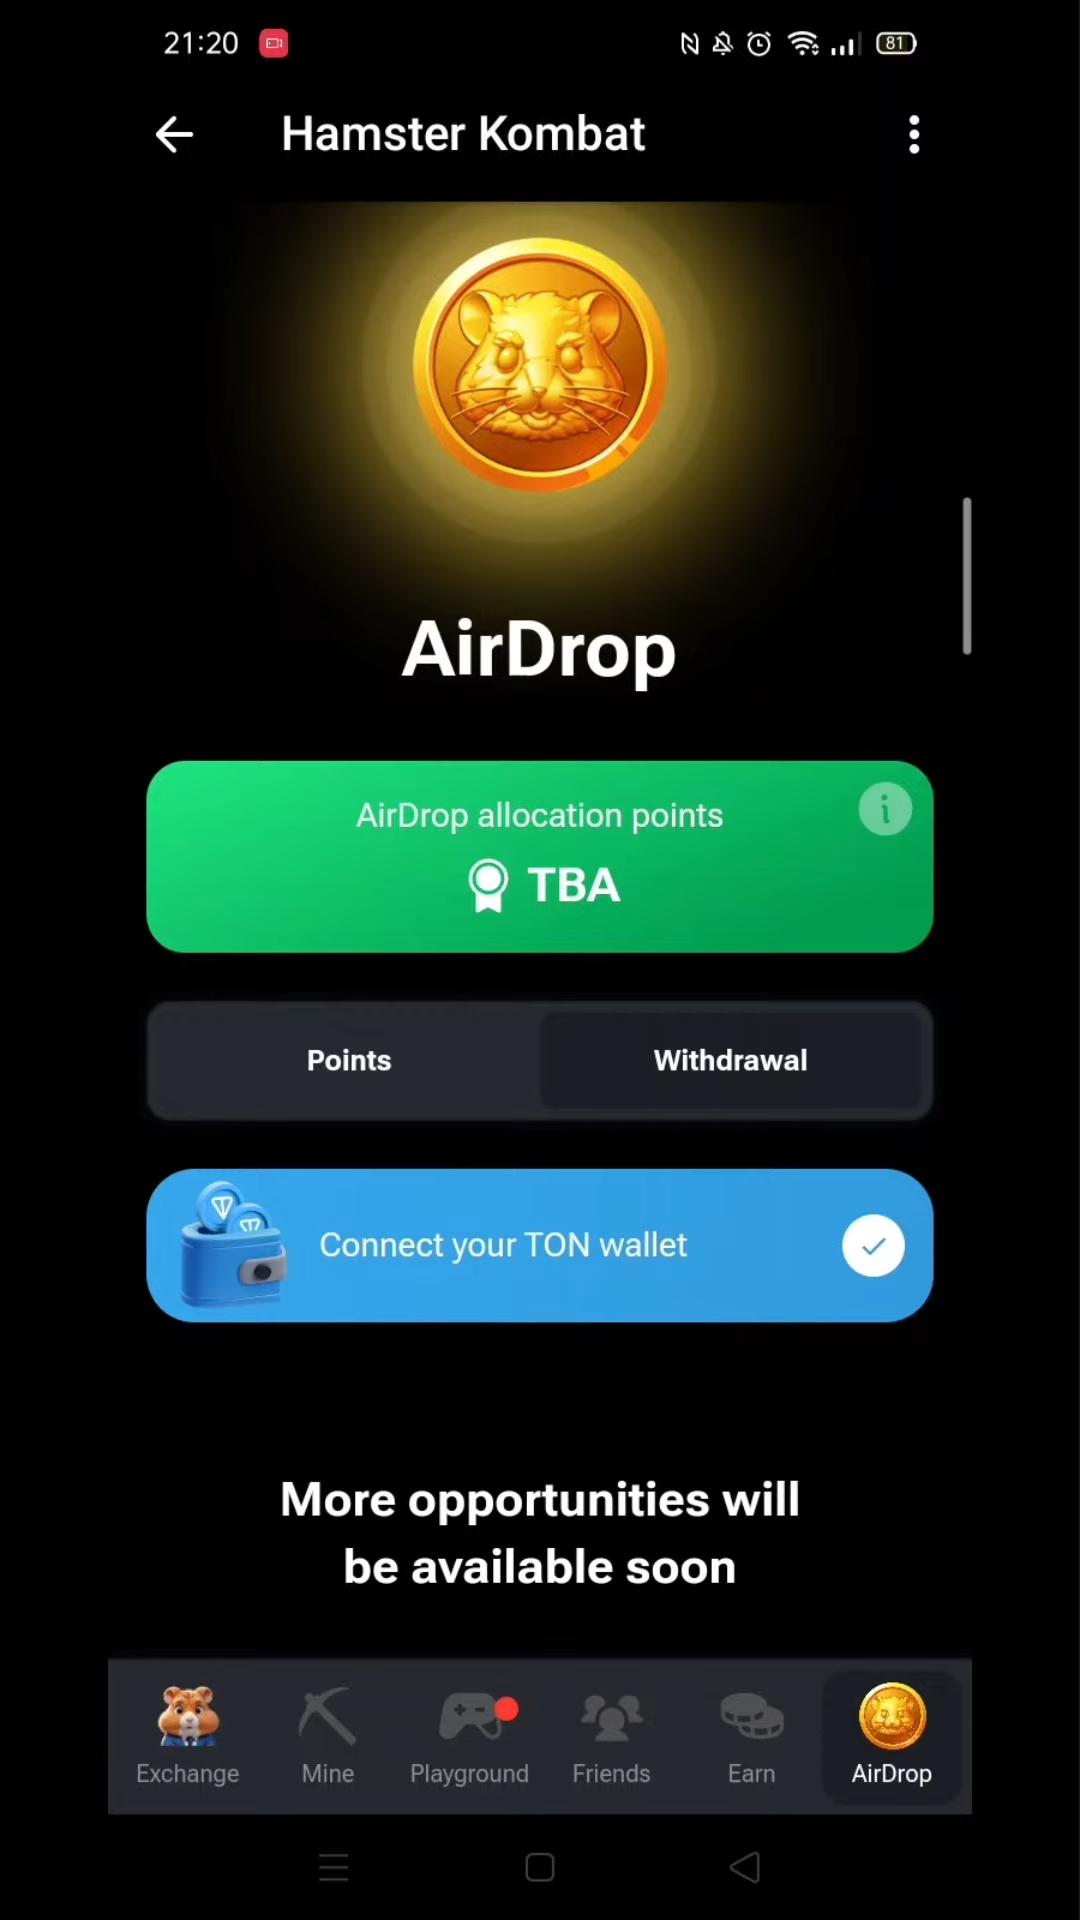 21:20
81
Hamster Kombat
AirDrop
AirDrop allocation points
TBA
Points
Withdrawal
Connect your TON wallet
More opportunities will
be available soon
Exchange
Mine
Playground
Friends
Earn
AirDrop